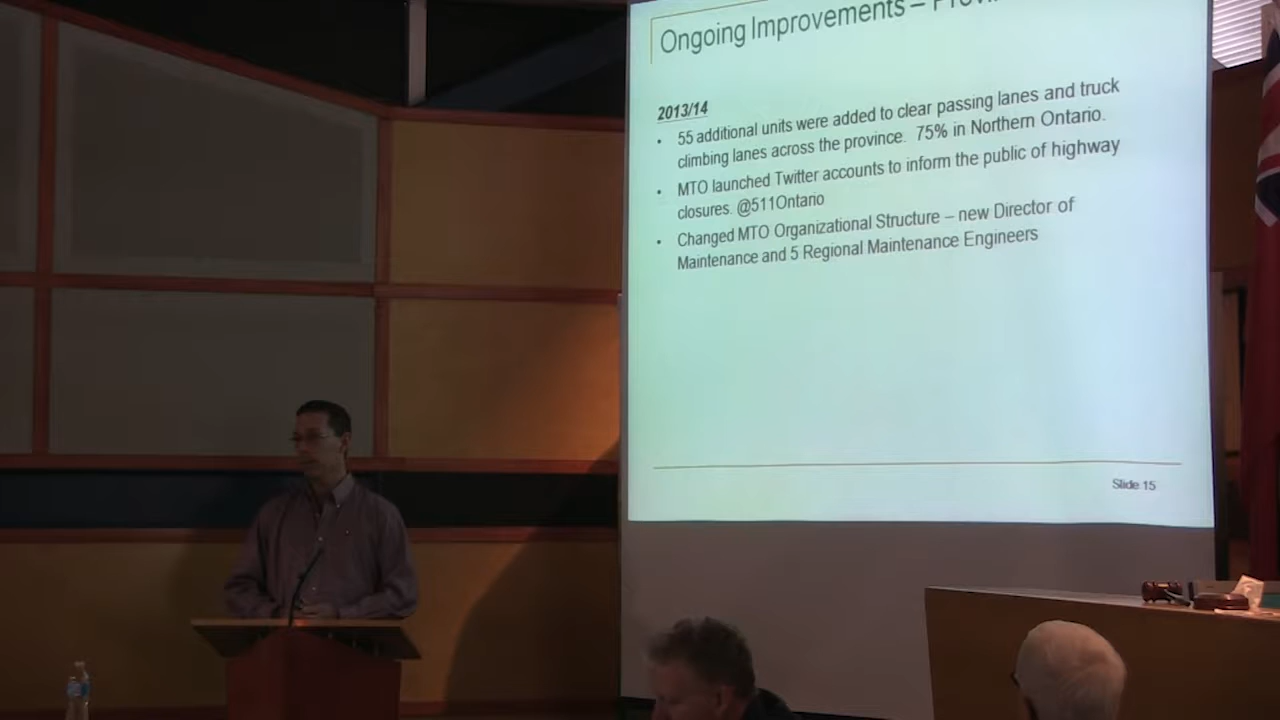 Ongoing Improvements –
2013/14
• 55 additional units were added to clear passing lanes and truck
climbing lanes across the province. 75% in Northern Ontario.
• MTO launched Twitter accounts to inform the public of highway
closures. @511Ontario
• Changed MTO Organizational Structure – new Director of
Maintenance and 5 Regional Maintenance Engineers
Slide 15